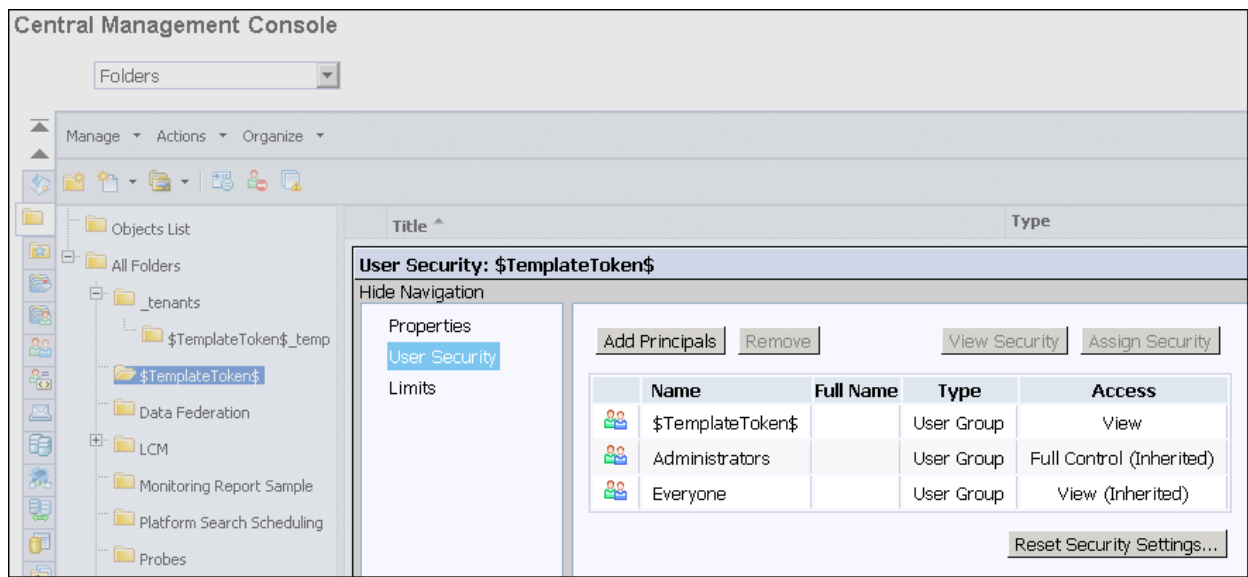 Central Management Console
Folders
Manage Actions Organize
Title Type
Objects List
All Folders
_tenants
$TemplateToken$_temp
$TemplateToken$
Data Federation
LCM
Monitoring Report Sample
Platform Search Scheduling
Probes
User Security: $TemplateToken$
Hide Navigation
Properties
User Security
Limits
Add Principals Remove View Security Assign Security
Name Full Name Type Access
$TemplateToken$ User Group View
Administrators User Group Full Control (Inherited)
Everyone User Group View (Inherited)
Reset Security Settings...